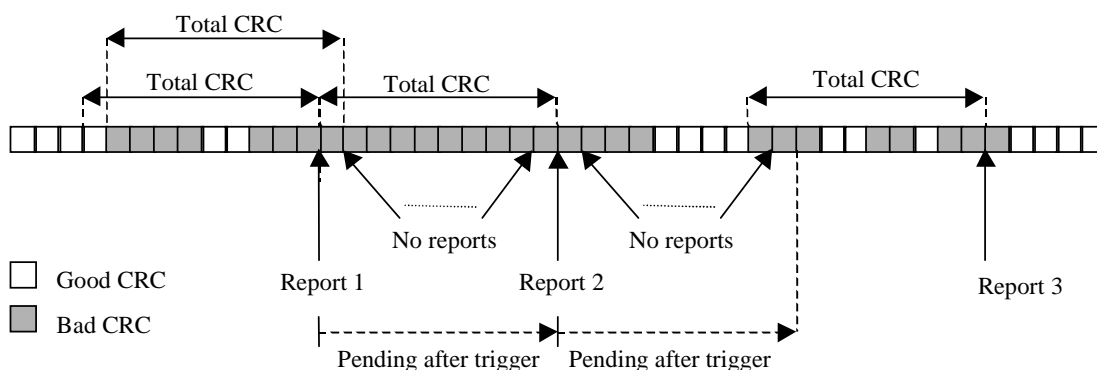 Total CRC
Total CRC
Total CRC
Total CRC
No reports
No reports
Good CRC
Report 1
Report 2
Report 3
Bad CRC
Pending after trigger
Pending after trigger